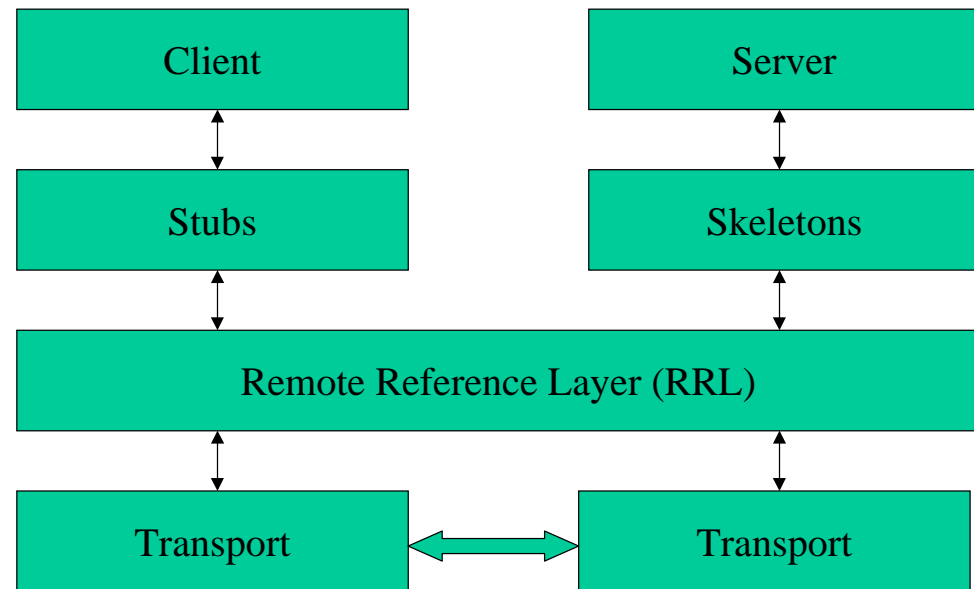 Client
Server
Stubs
Skeletons
Remote Reference Layer (RRL)
Transport
Transport